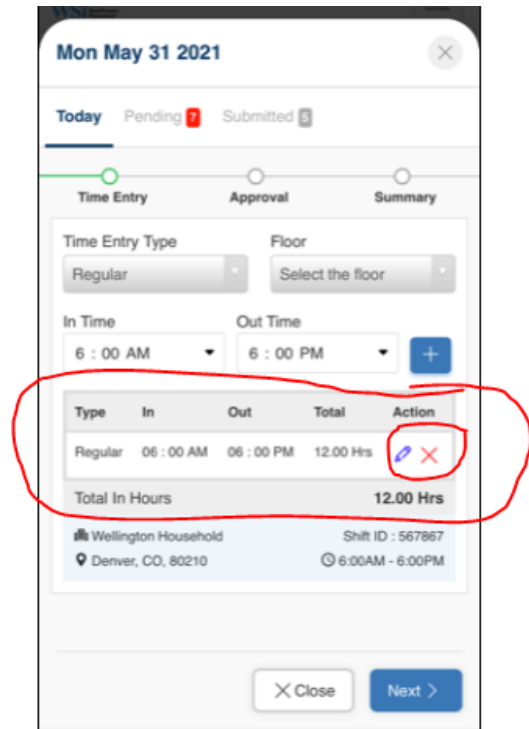 WSI
Mon May 31 2021
Today Pending 7 Submitted 5
Time Entry Approval Summary
Time Entry Type Floor
Regular Select the floor
In Time Out Time
6 : 00 AM 6 : 00 PM +
Type In Out Total Action
Regular 06 : 00 AM 06 : 00 PM 12.00 Hrs
Total In Hours 12.00 Hrs
Wellington Household Shift ID : 567867
Denver, CO, 80210 6:00AM - 6:00PM
Close Next >